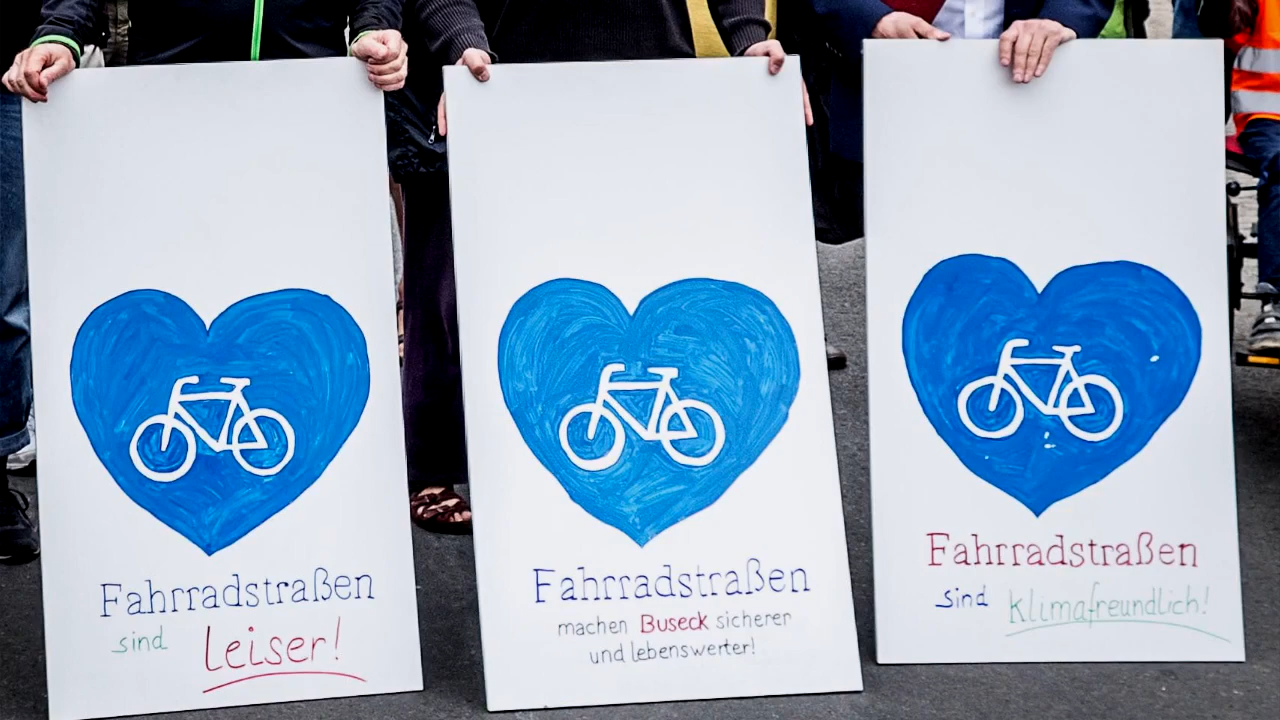 Fahrradstraßen
sind Leiser!
Fahrradstraßen
machen Buseck sicherer
und lebenswerter!
Fahrradstraßen
sind klimafreundlich!